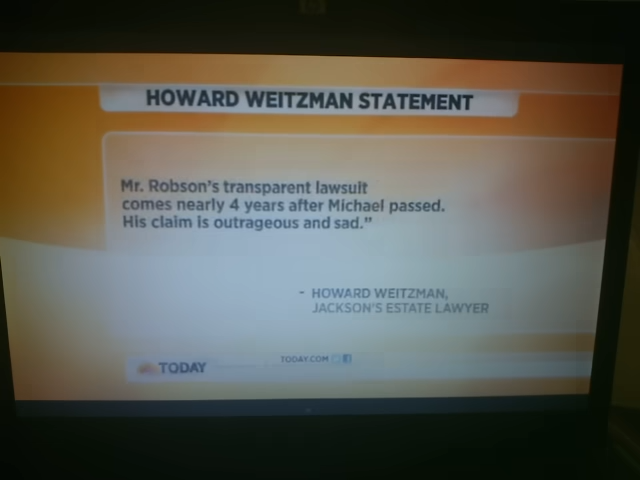 HOWARD WEITZMAN STATEMENT
Mr. Robson's transparent lawsuit
comes nearly 4 years after Michael passed.
His claim is outrageous and sad."
- HOWARD WEITZMAN,
JACKSON'S ESTATE LAWYER
TODAY.COM
TODAY